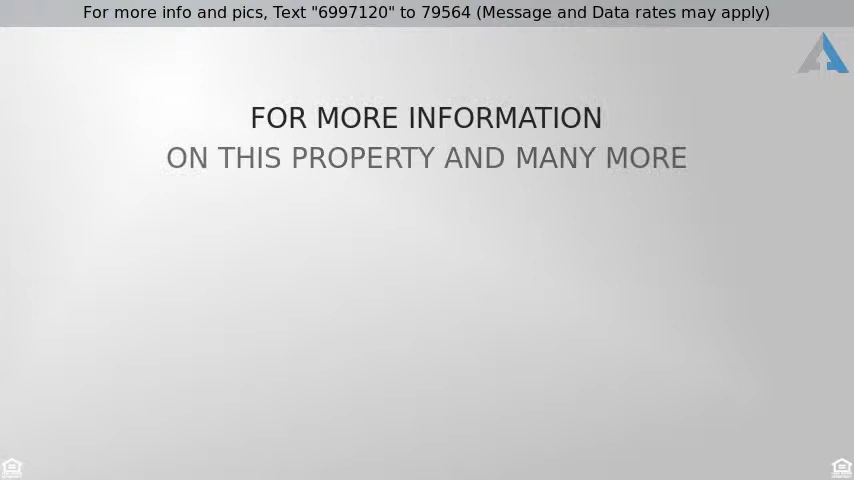 For more info and pics, Text "6997120" to 79564 (Message and Data rates may apply)
FOR MORE INFORMATION
ON THIS PROPERTY AND MANY MORE